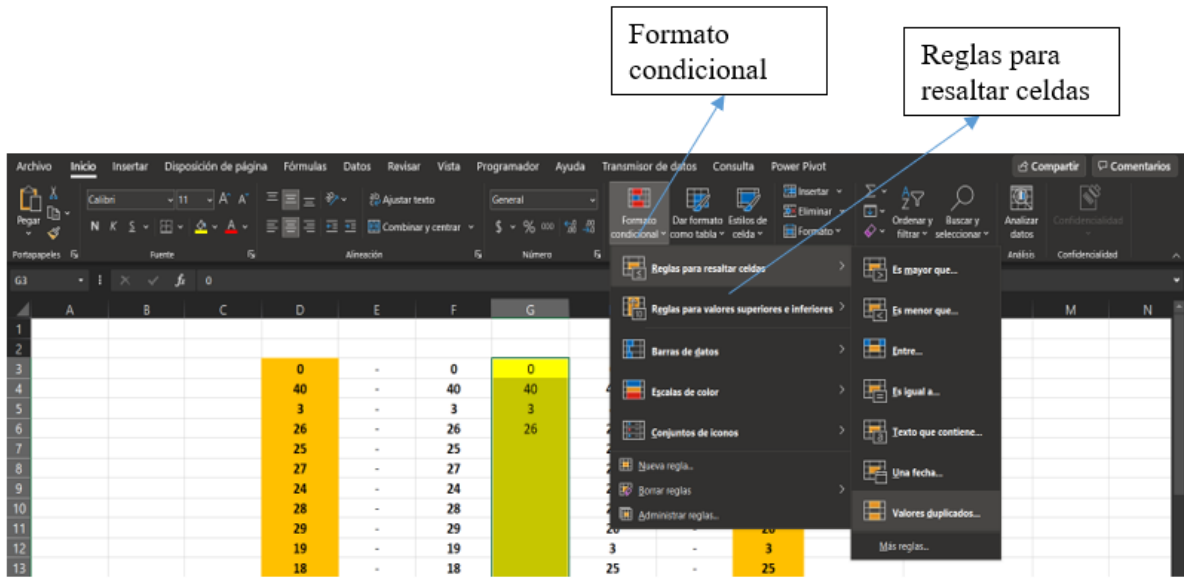 Formato
condicional
Reglas para
resaltar celdas
Archivo Inicio Insertar Disposición de página Fórmulas Datos Revisar Vista Programador Ayuda Transmisor de datos Consulta Power Pivot Compartir Comentarios
Pegar
Calibri 11 A^ A˅
Ajustar texto
General
Insertar
N K S A
Combinar y centrar
$ % 000
Formato condicional
Dar formato como tabla
Estilos de celda
Eliminar
Formato
Ordenar y filtrar
Buscar y seleccionar
Analizar datos
Confidencialidad
Portapapeles Fuente Alineación Número Análisis Confidencialidad
G3 fx 0
A B C D E F G M N
1
2
3 0 - 0 0
4 40 - 40 40
5 3 - 3 3
6 26 - 26 26
7 25 - 25
8 27 - 27
9 24 - 24
10 28 - 28
11 29 - 29
12 19 - 19 3 - 3
13 18 - 18 25 - 25
Reglas para resaltar celdas
Reglas para valores superiores e inferiores
Barras de datos
Escalas de color
Conjuntos de iconos
Nueva regla...
Borrar reglas
Administrar reglas...
Es mayor que...
Es menor que...
Entre...
Es igual a...
Texto que contiene...
Una fecha...
Valores duplicados...
Más reglas...